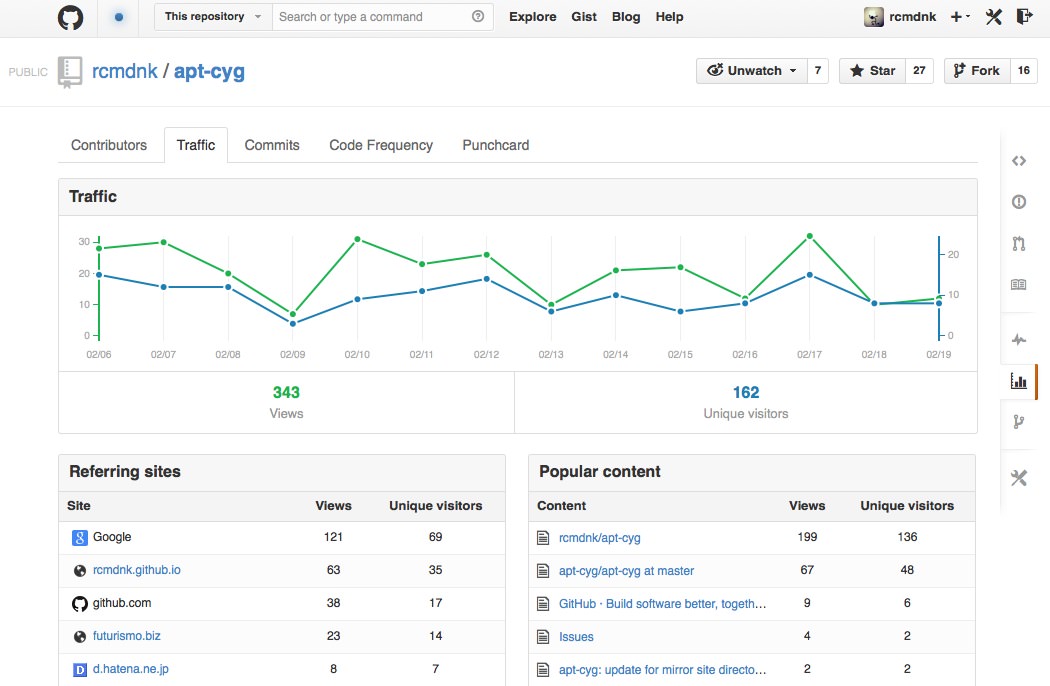 This repository Search or type a command Explore Gist Blog Help rcmdnk
PUBLIC rcmdnk / apt-cyg Unwatch 7 Star 27 Fork 16
Contributors Traffic Commits Code Frequency Punchcard
Traffic
30
20
10
0
20
10
0
02/06 02/07 02/08 02/09 02/10 02/11 02/12 02/13 02/14 02/15 02/16 02/17 02/18 02/19
343
Views
162
Unique visitors
Referring sites
Site Views Unique visitors
Google 121 69
rcmdnk.github.io 63 35
github.com 38 17
futurismo.biz 23 14
d.hatena.ne.jp 8 7
Popular content
Content Views Unique visitors
rcmdnk/apt-cyg 199 136
apt-cyg/apt-cyg at master 67 48
GitHub · Build software better, togeth… 9 6
Issues 4 2
apt-cyg: update for mirror site directo… 2 2